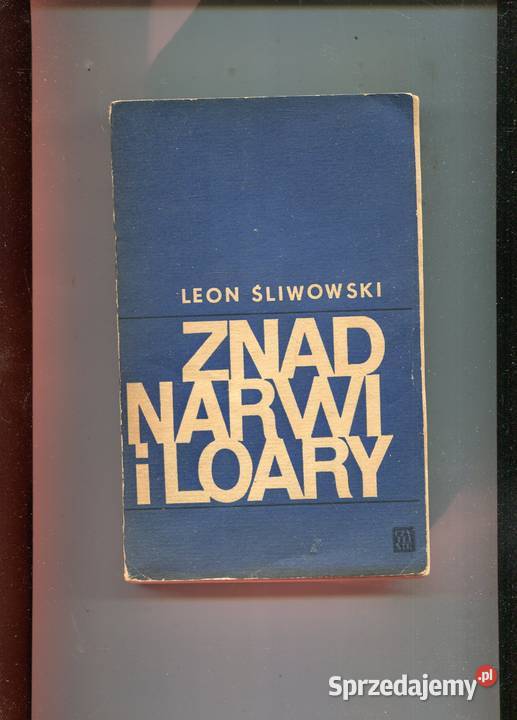 LEON ŚLIWOWSKI
ZNAD
NARWI
i LOARY
Sprzedajemy.pl